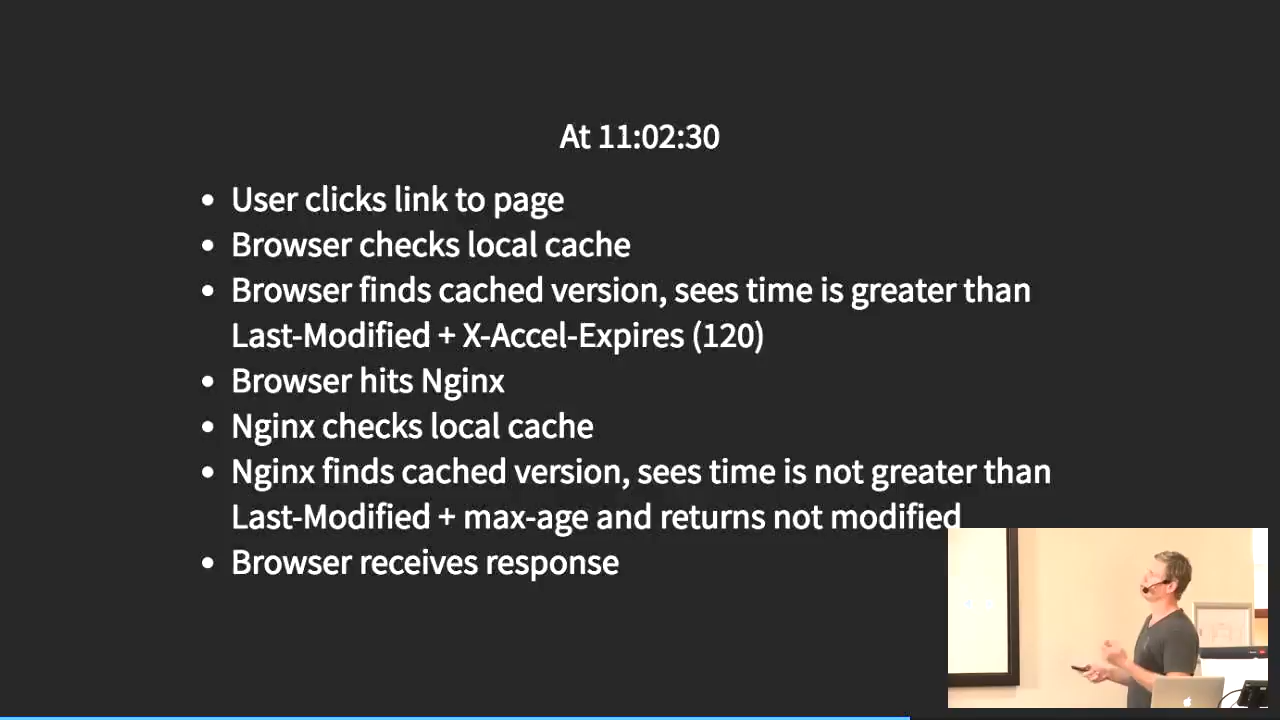 At 11:02:30
• User clicks link to page
• Browser checks local cache
• Browser finds cached version, sees time is greater than
Last-Modified + X-Accel-Expires (120)
• Browser hits Nginx
• Nginx checks local cache
• Nginx finds cached version, sees time is not greater than
Last-Modified + max-age and returns not modified
• Browser receives response